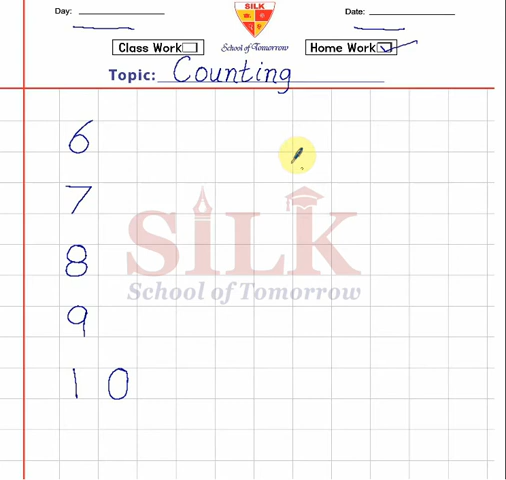 Day: Date:
SILK
School of Tomorrow
Class Work Home Work
Topic: Counting
6
7
SiLK
8
School of Tomorrow
9
10